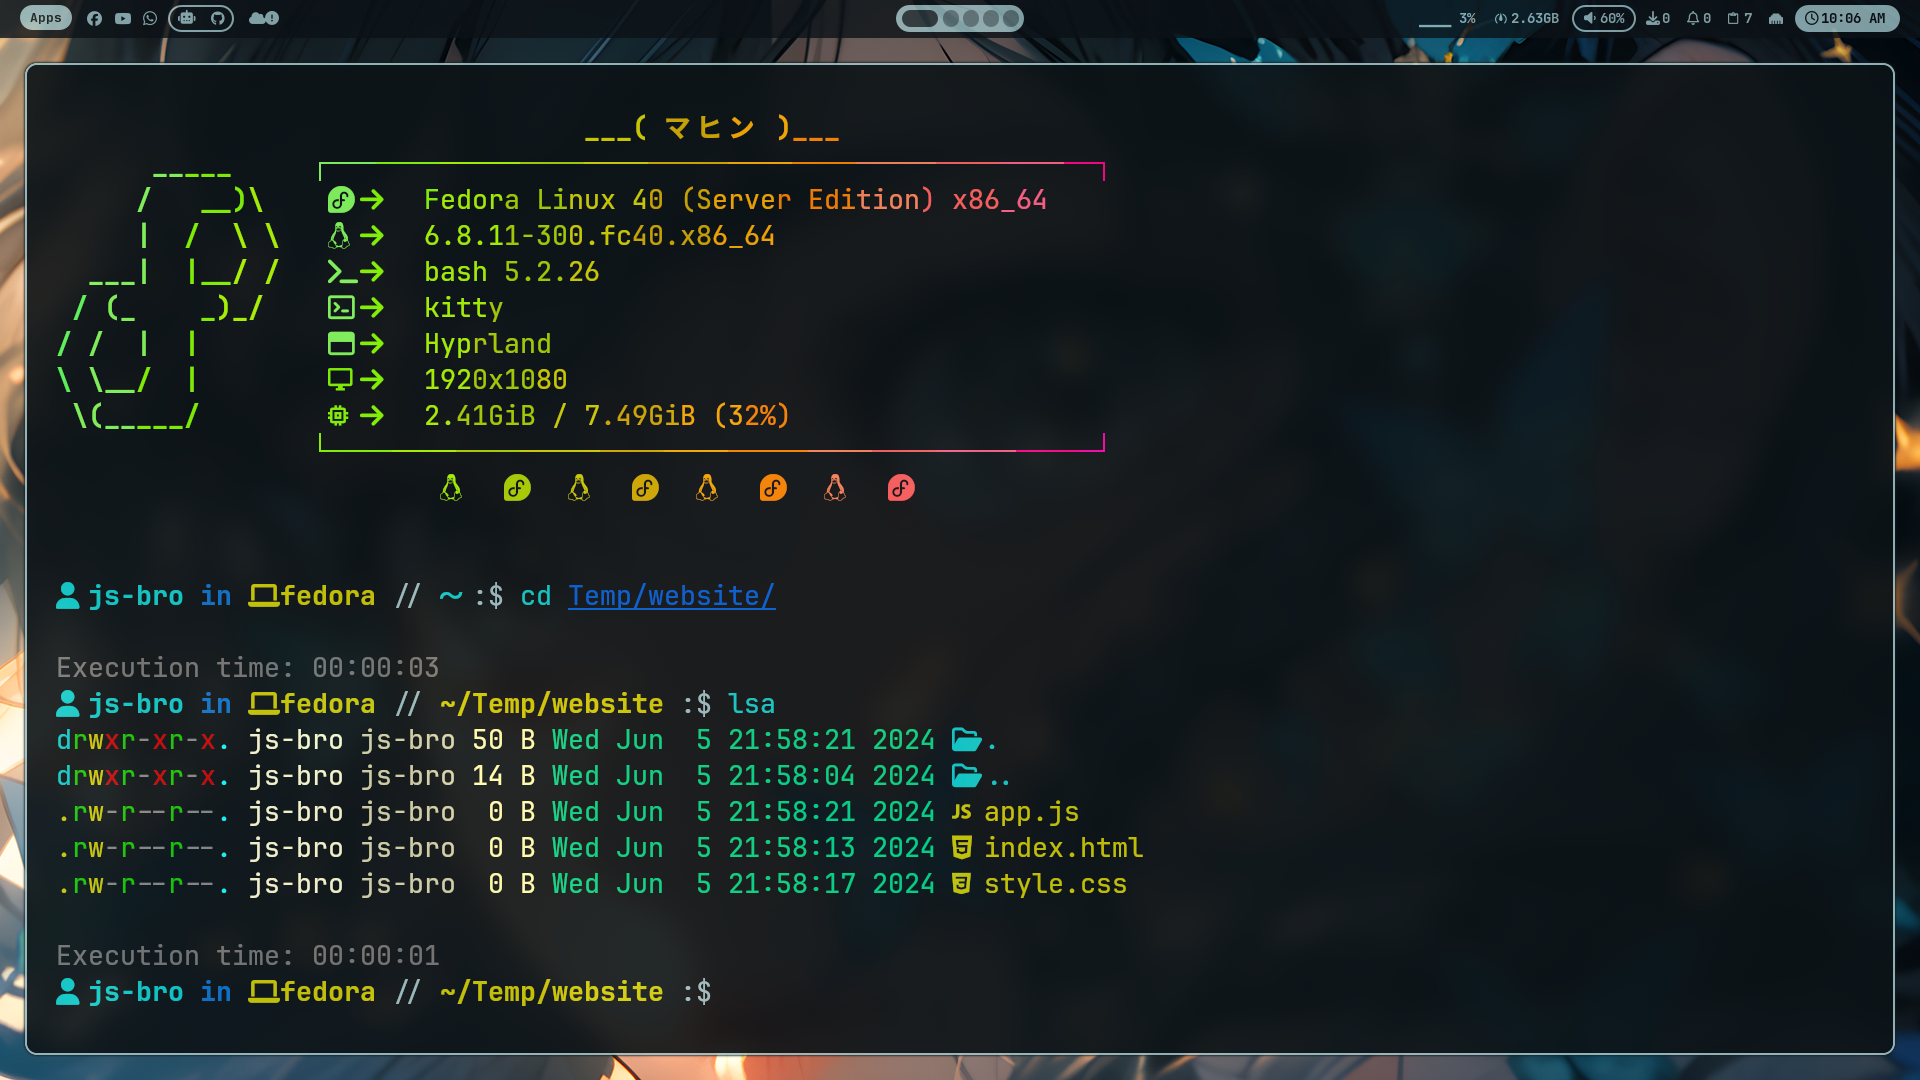 Apps 3% 2.63GB 60% 0 0 7 10:06 AM
___( マヒン )___
Fedora Linux 40 (Server Edition) x86_64
6.8.11-300.fc40.x86_64
bash 5.2.26
kitty
Hyprland
1920x1080
2.41GiB / 7.49GiB (32%)
js-bro in fedora // ~ :$ cd Temp/website/
Execution time: 00:00:03
js-bro in fedora // ~/Temp/website :$ lsa
drwxr-xr-x. js-bro js-bro 50 B Wed Jun  5 21:58:21 2024 .
drwxr-xr-x. js-bro js-bro 14 B Wed Jun  5 21:58:04 2024 ..
.rw-r--r--. js-bro js-bro  0 B Wed Jun  5 21:58:21 2024 JS app.js
.rw-r--r--. js-bro js-bro  0 B Wed Jun  5 21:58:13 2024 index.html
.rw-r--r--. js-bro js-bro  0 B Wed Jun  5 21:58:17 2024 style.css
Execution time: 00:00:01
js-bro in fedora // ~/Temp/website :$